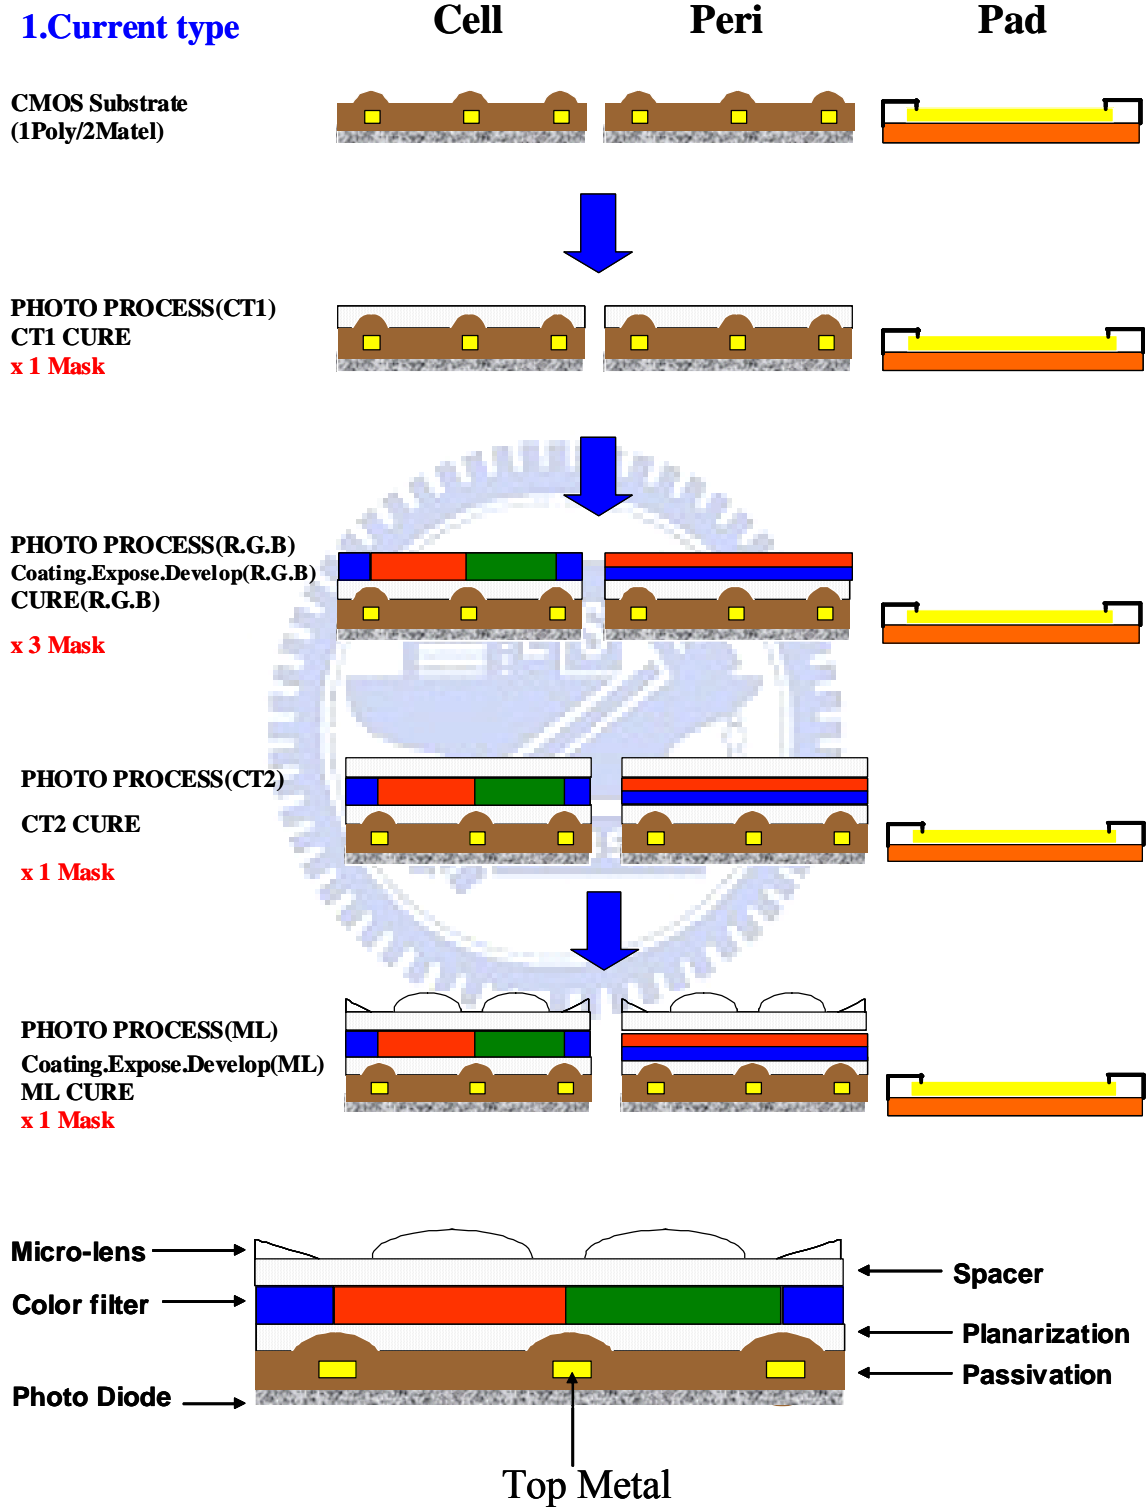 1.Current type
Cell
Peri
Pad
CMOS Substrate
(1Poly/2Matel)
PHOTO PROCESS(CT1)
CT1 CURE
x 1 Mask
PHOTO PROCESS(R.G.B)
Coating.Expose.Develop(R.G.B)
CURE(R.G.B)
x 3 Mask
PHOTO PROCESS(CT2)
CT2 CURE
x 1 Mask
PHOTO PROCESS(ML)
Coating.Expose.Develop(ML)
ML CURE
x 1 Mask
Micro-lens
Spacer
Color filter
Planarization
Passivation
Photo Diode
Top Metal